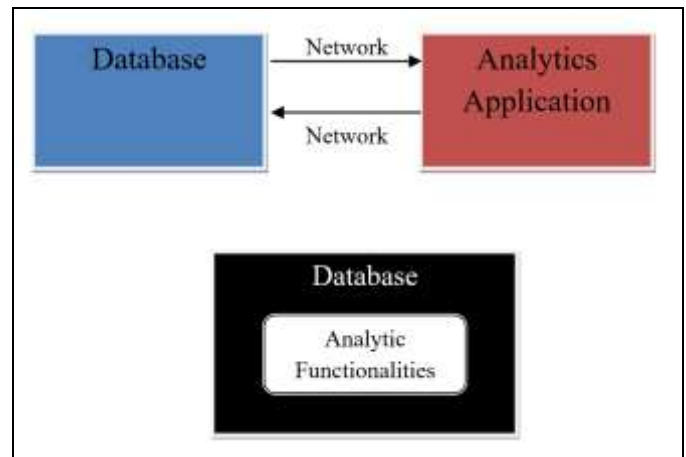 Database
Network
Analytics
Application
Network
Database
Analytic
Functionalities